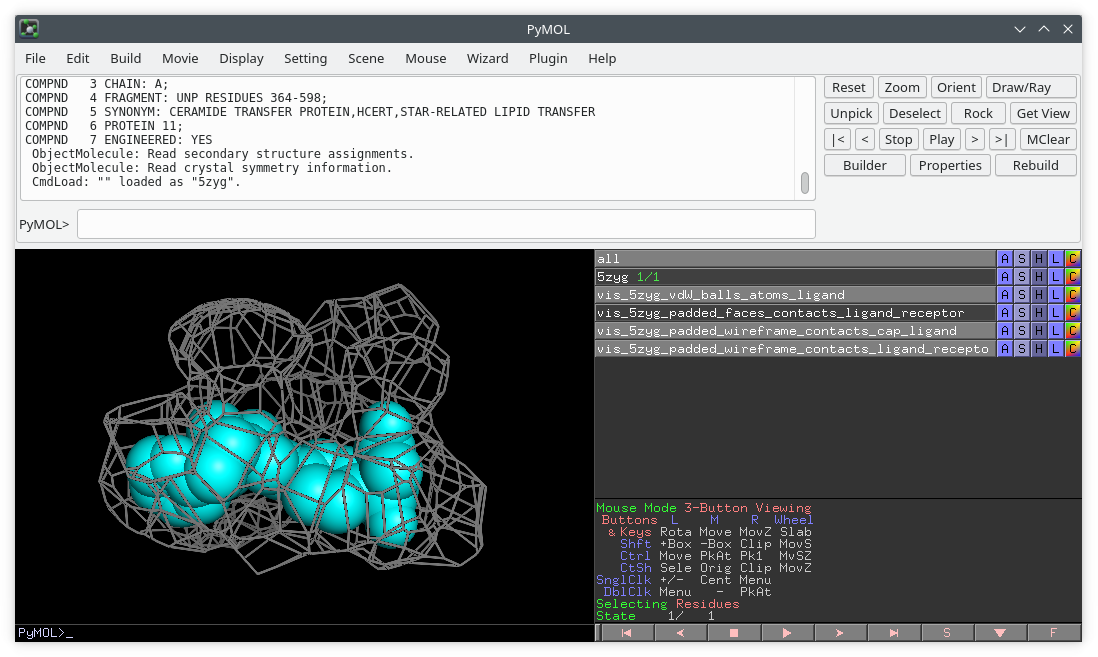 PyMOL
File Edit Build Movie Display Setting Scene Mouse Wizard Plugin Help
COMPND   3 CHAIN: A;
COMPND   4 FRAGMENT: UNP RESIDUES 364-598;
COMPND   5 SYNONYM: CERAMIDE TRANSFER PROTEIN,HCERT,STAR-RELATED LIPID TRANSFER
COMPND   6 PROTEIN 11;
COMPND   7 ENGINEERED: YES
ObjectMolecule: Read secondary structure assignments.
ObjectMolecule: Read crystal symmetry information.
CmdLoad: "" loaded as "5zyg".
PyMOL>
Reset Zoom Orient Draw/Ray
Unpick Deselect Rock Get View
|< < Stop Play > >| MClear
Builder Properties Rebuild
all A S H L C
5zyg 1/1 A S H L C
vis_5zyg_vdW_balls_atoms_ligand A S H L C
vis_5zyg_padded_faces_contacts_ligand_receptor A S H L C
vis_5zyg_padded_wireframe_contacts_cap_ligand A S H L C
vis_5zyg_padded_wireframe_contacts_ligand_recepto A S H L C
Mouse Mode 3-Button Viewing
Buttons L M R Wheel
& Keys Rota Move MovZ Slab
Shft +Box -Box Clip MovS
Ctrl Move PkAt Pk1 MvSZ
CtSh Sele Orig Clip MovZ
SnglClk +/- Cent Menu
DblClk Menu - PkAt
Selecting Residues
State 1/ 1
PyMOL>_
S F